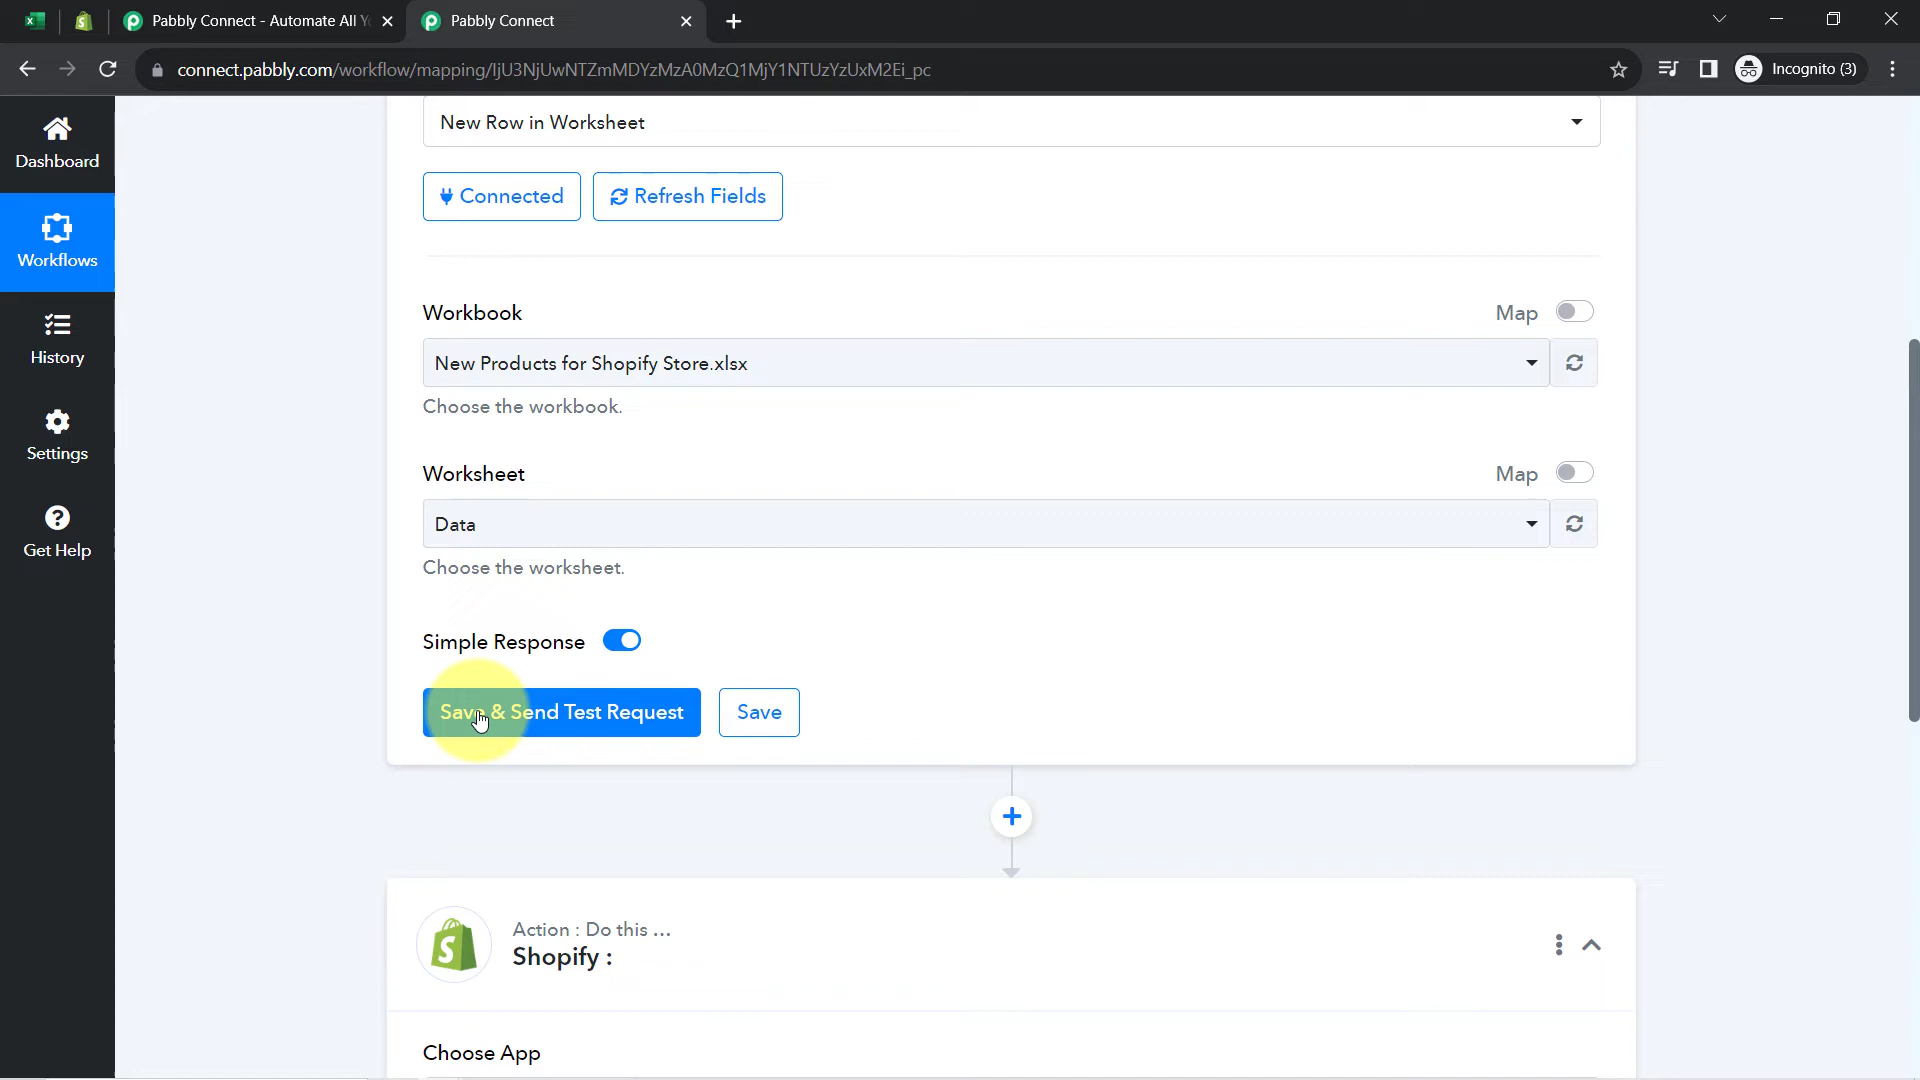 Pabbly Connect - Automate All Y
Pabbly Connect
connect.pabbly.com/workflow/mapping/IjU3NjUwNTZmMDYzMzA0MzQ1MjY1NTUzYzUxM2Ei_pc
Incognito (3)
Dashboard
Workflows
History
Settings
Get Help
New Row in Worksheet
Connected
Refresh Fields
Workbook
Map
New Products for Shopify Store.xlsx
Choose the workbook.
Worksheet
Map
Data
Choose the worksheet.
Simple Response
Save & Send Test Request
Save
Action : Do this ...
Shopify :
Choose App